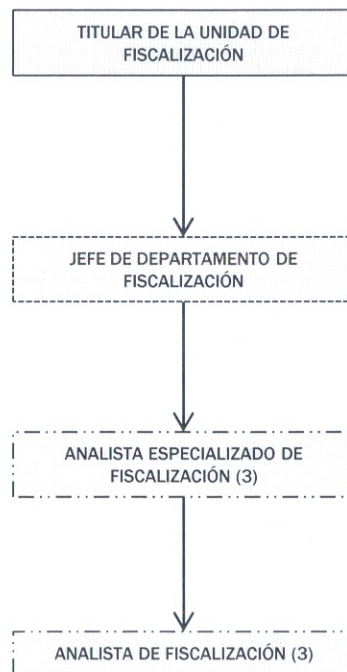 TITULAR DE LA UNIDAD DE
FISCALIZACIÓN
JEFE DE DEPARTAMENTO DE
FISCALIZACIÓN
ANALISTA ESPECIALIZADO DE
FISCALIZACIÓN (3)
ANALISTA DE FISCALIZACIÓN (3)